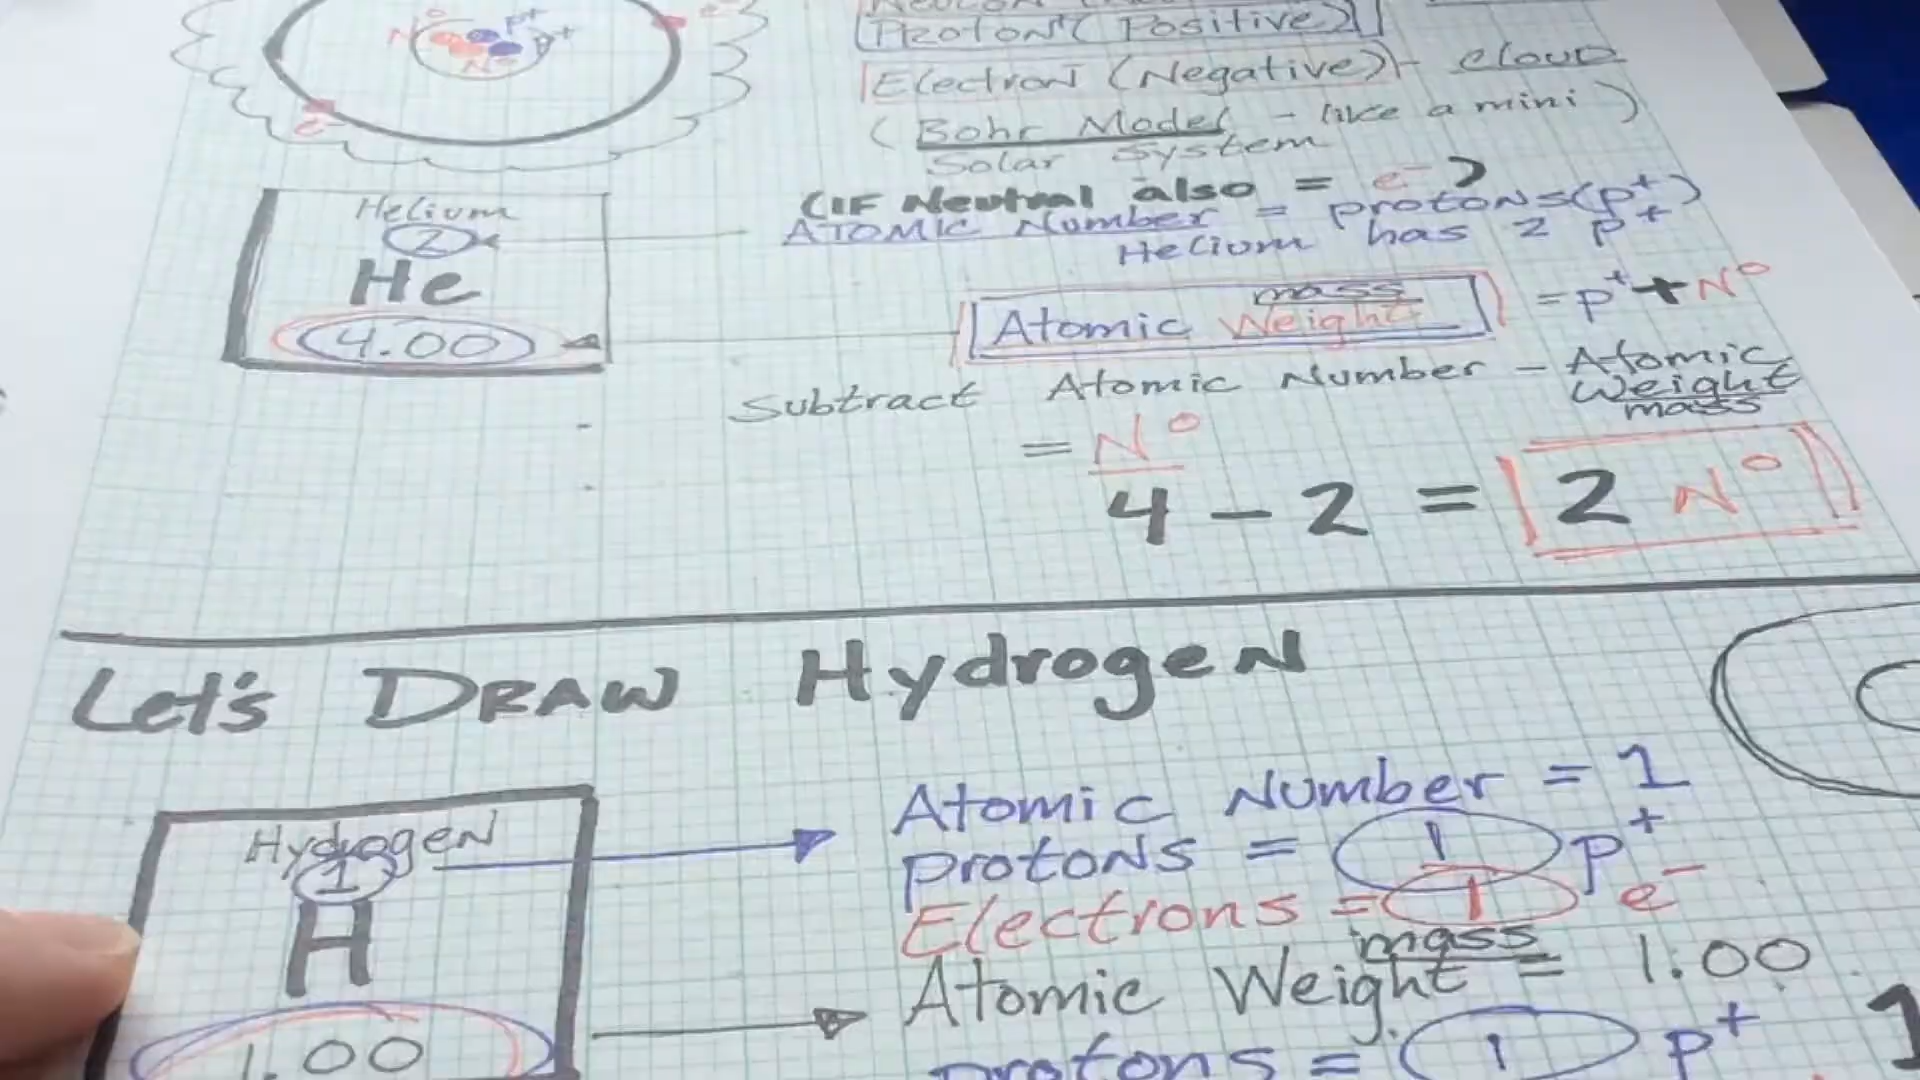 Proton (Positive)
Electron (Negative) - cloud
(Bohr Model - like a mini)
Solar System
N° P+
P+
N°
e-
e-
Helium
2
He
4.00
(IF Neutral also = e-)
ATOMIC Number = protons (p+)
Helium has 2 p+
mass
Atomic Weight = p+ + N°
Subtract Atomic Number - Atomic
Weight
mass
= N°
4 - 2 = 2 N°
Let's DRAW Hydrogen
Hydrogen
1
H
1.00
Atomic Number = 1
protons = 1 p+
Electrons = 1 e-
mass
Atomic Weight = 1.00
protons = 1 p+
1